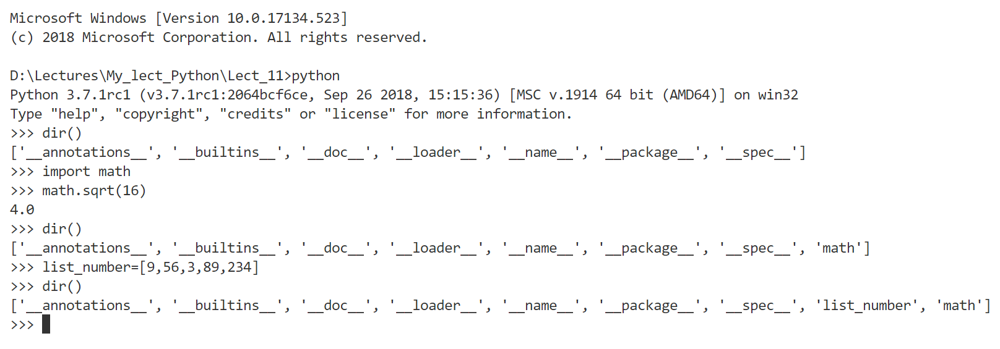 Microsoft Windows [Version 10.0.17134.523]
(c) 2018 Microsoft Corporation. All rights reserved.
D:\Lectures\My_lect_Python\Lect_11>python
Python 3.7.1rc1 (v3.7.1rc1:2064bcf6ce, Sep 26 2018, 15:15:36) [MSC v.1914 64 bit (AMD64)] on win32
Type "help", "copyright", "credits" or "license" for more information.
>>> dir()
['__annotations__', '__builtins__', '__doc__', '__loader__', '__name__', '__package__', '__spec__']
>>> import math
>>> math.sqrt(16)
4.0
>>> dir()
['__annotations__', '__builtins__', '__doc__', '__loader__', '__name__', '__package__', '__spec__', 'math']
>>> list_number=[9,56,3,89,234]
>>> dir()
['__annotations__', '__builtins__', '__doc__', '__loader__', '__name__', '__package__', '__spec__', 'list_number', 'math']
>>>